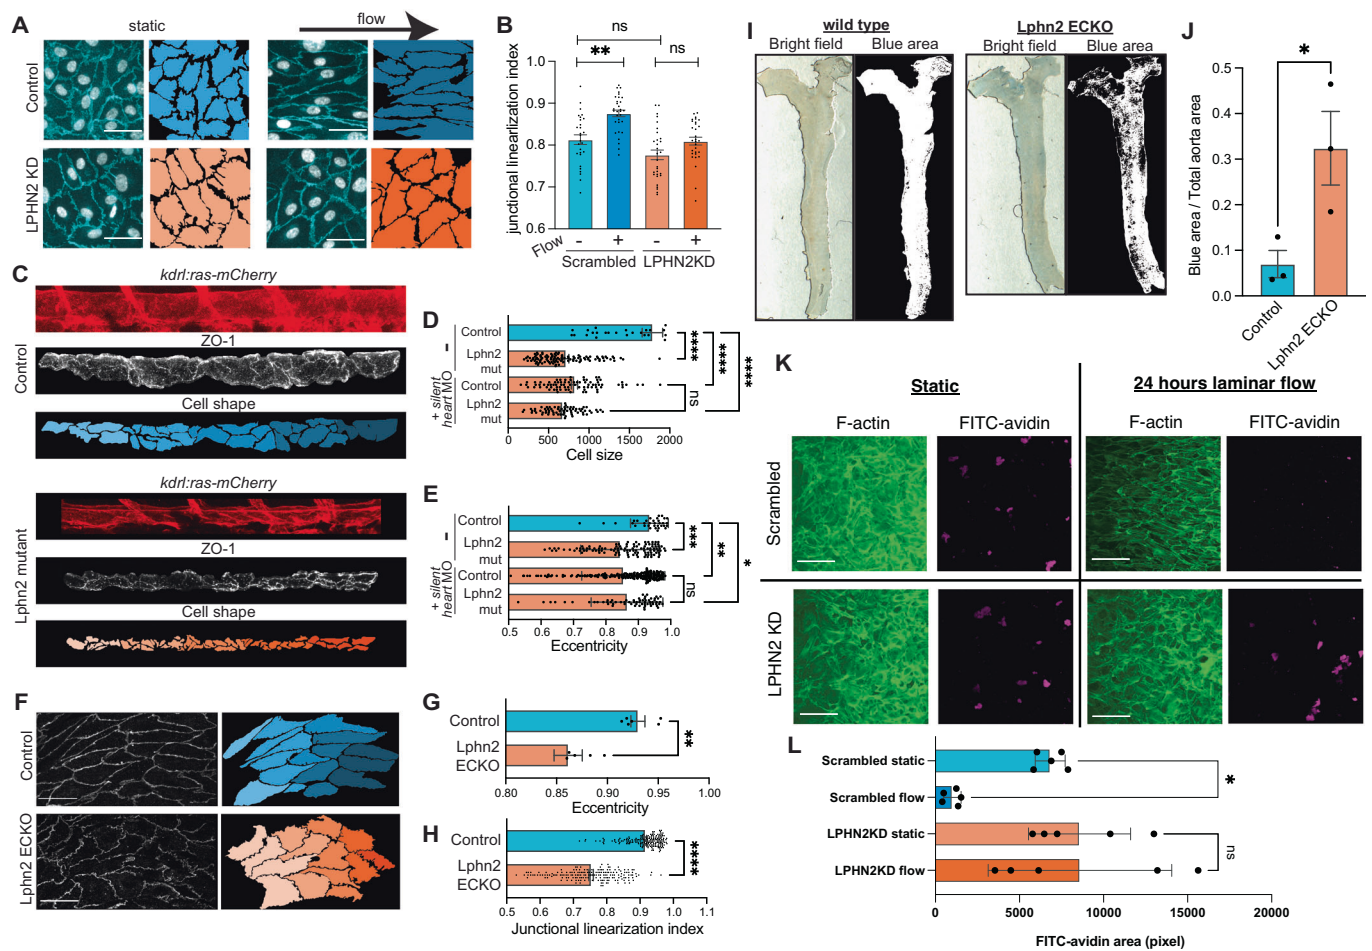 A
static
flow
Control
LPHN2 KD
B
ns
**
ns
junctional linearlization index
1.0
0.9
0.8
0.7
0.6
Flow
-
+
-
+
Scrambled
LPHN2KD
C
kdrl:ras-mCherry
ZO-1
Control
Cell shape
kdrl:ras-mCherry
ZO-1
Lphn2 mutant
Cell shape
D
-
Control
Lphn2 mut
+ silent heart MO
Control
Lphn2 mut
****
****
****
ns
0
500
1000
1500
2000
Cell size
E
-
Control
Lphn2 mut
+ silent heart MO
Control
Lphn2 mut
***
**
*
ns
0.5
0.6
0.7
0.8
0.9
1.0
Eccentricity
F
Control
Lphn2 ECKO
G
Control
Lphn2 ECKO
**
0.80
0.85
0.90
0.95
1.00
Eccentricity
H
Control
Lphn2 ECKO
****
0.5
0.6
0.7
0.8
0.9
1.0
1.1
Junctional linearization index
I
wild type
Bright field
Blue area
Lphn2 ECKO
Bright field
Blue area
J
*
Blue area / Total aorta area
0.5
0.4
0.3
0.2
0.1
0.0
Control
Lphn2 ECKO
K
Static
24 hours laminar flow
F-actin
FITC-avidin
F-actin
FITC-avidin
Scrambled
LPHN2 KD
L
Scrambled static
Scrambled flow
LPHN2KD static
LPHN2KD flow
*
ns
0
5000
10000
15000
20000
FITC-avidin area (pixel)